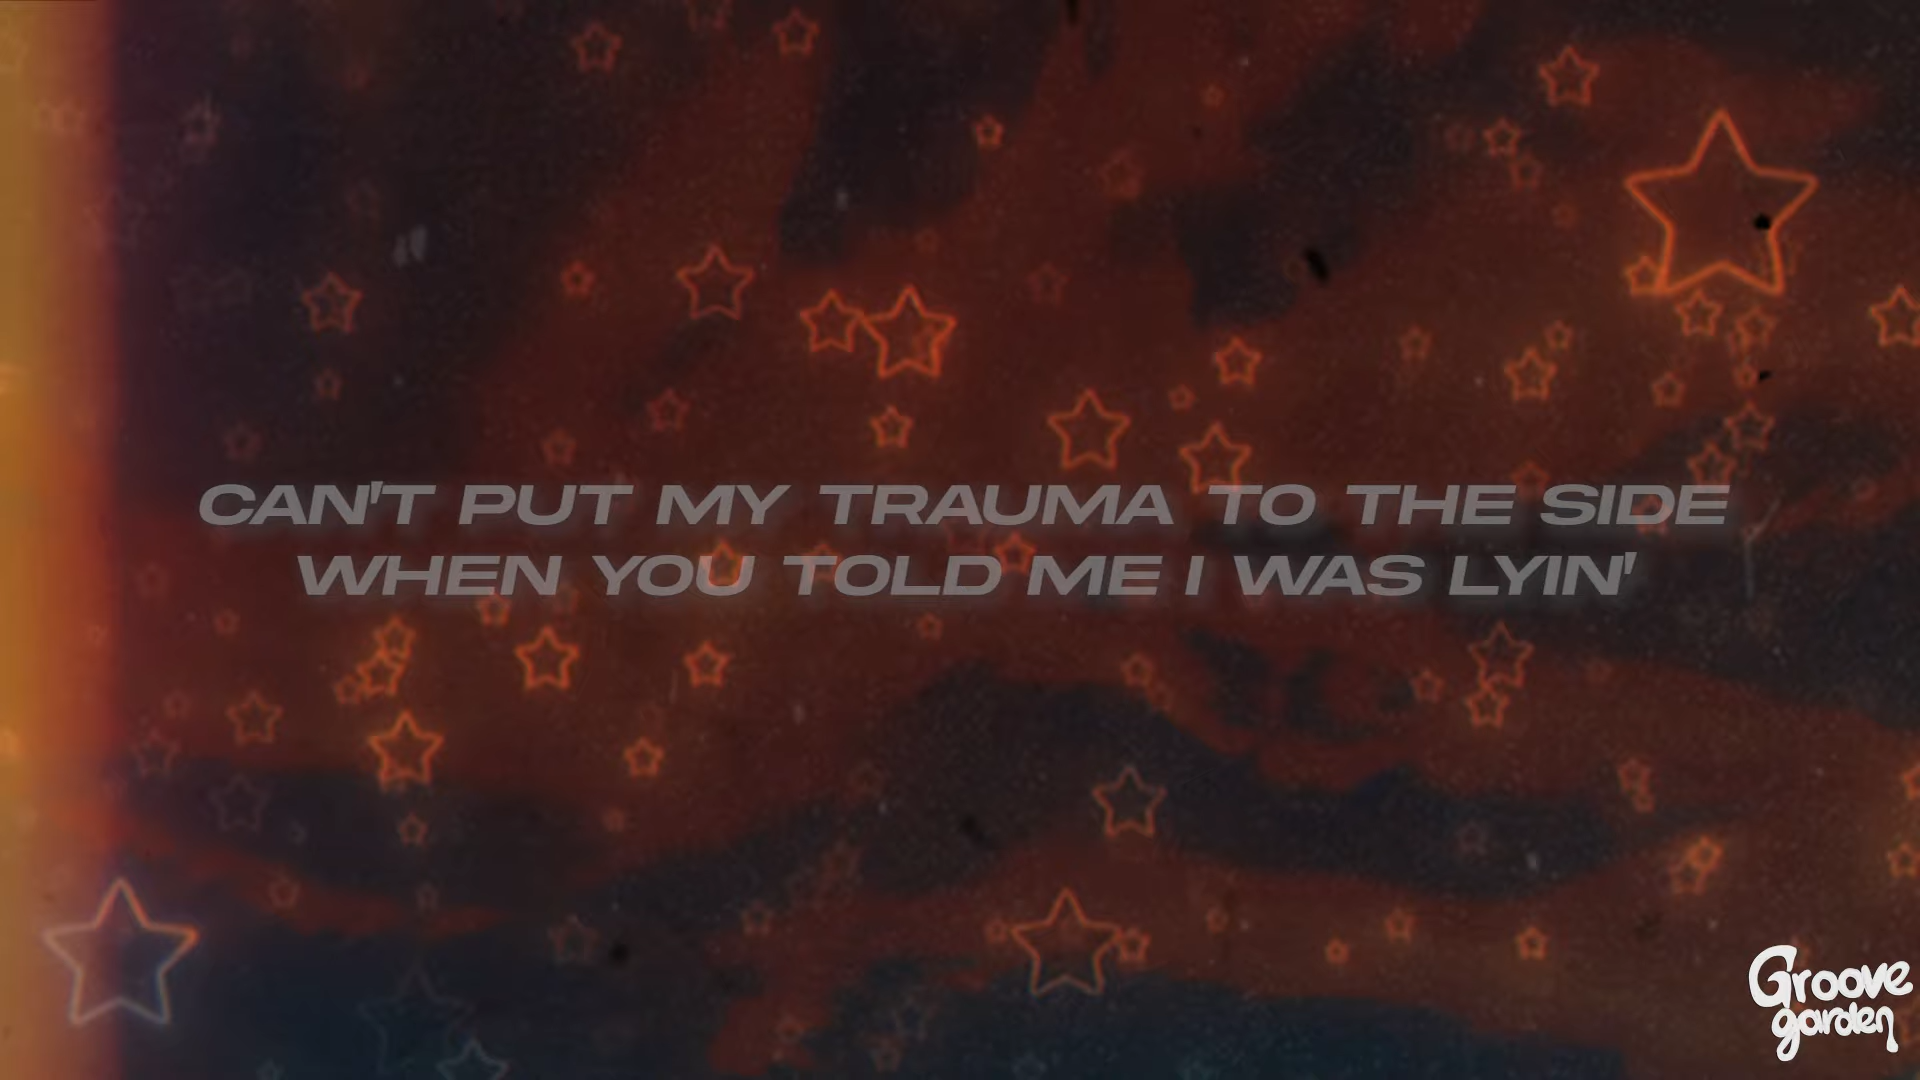 CAN'T PUT MY TRAUMA TO THE SIDE
WHEN YOU TOLD ME I WAS LYIN'
Groove
garden